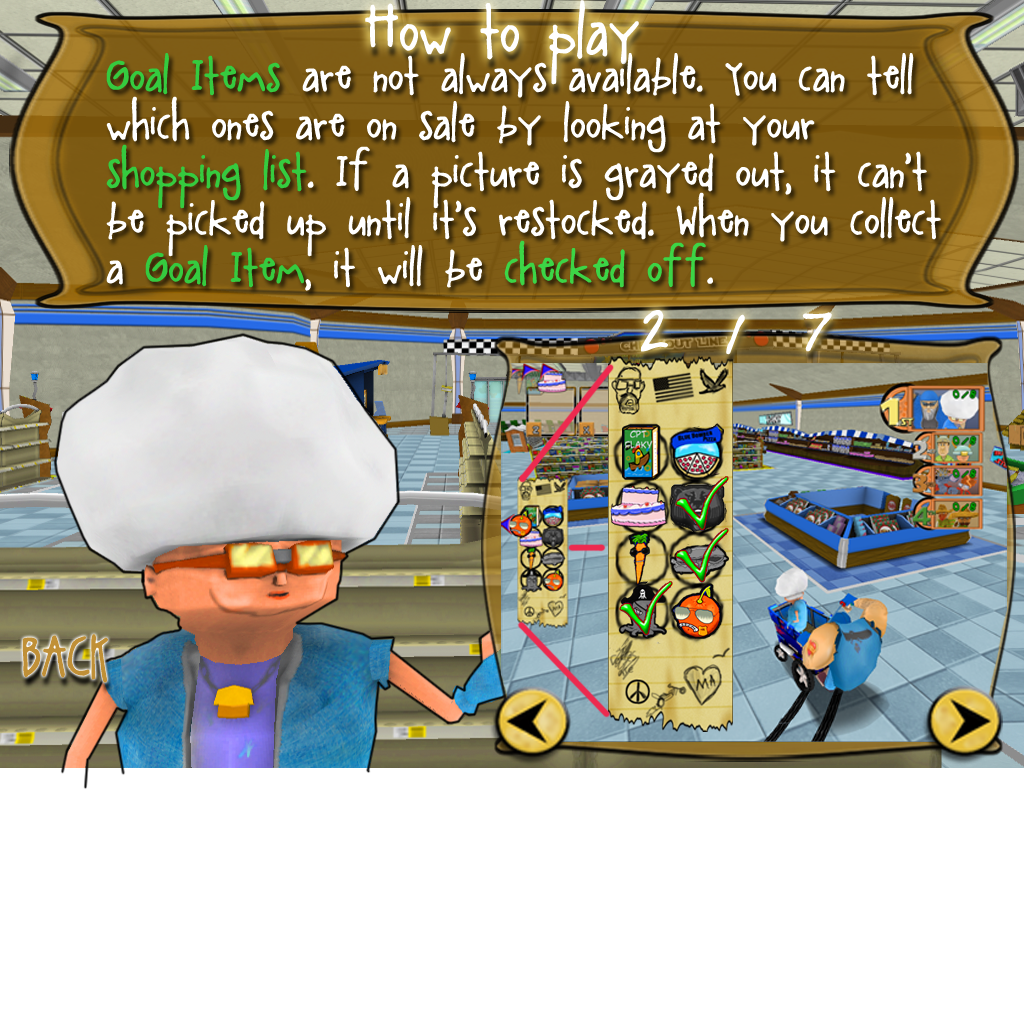 How to play
Goal Items are not always available. You can tell
which ones are on sale by looking at your
shopping list. If a picture is grayed out, it can't
be picked up until it's restocked. When you collect
a Goal Item, it will be checked off.
2 / 7
CPT
FLAKY
MA
BACK